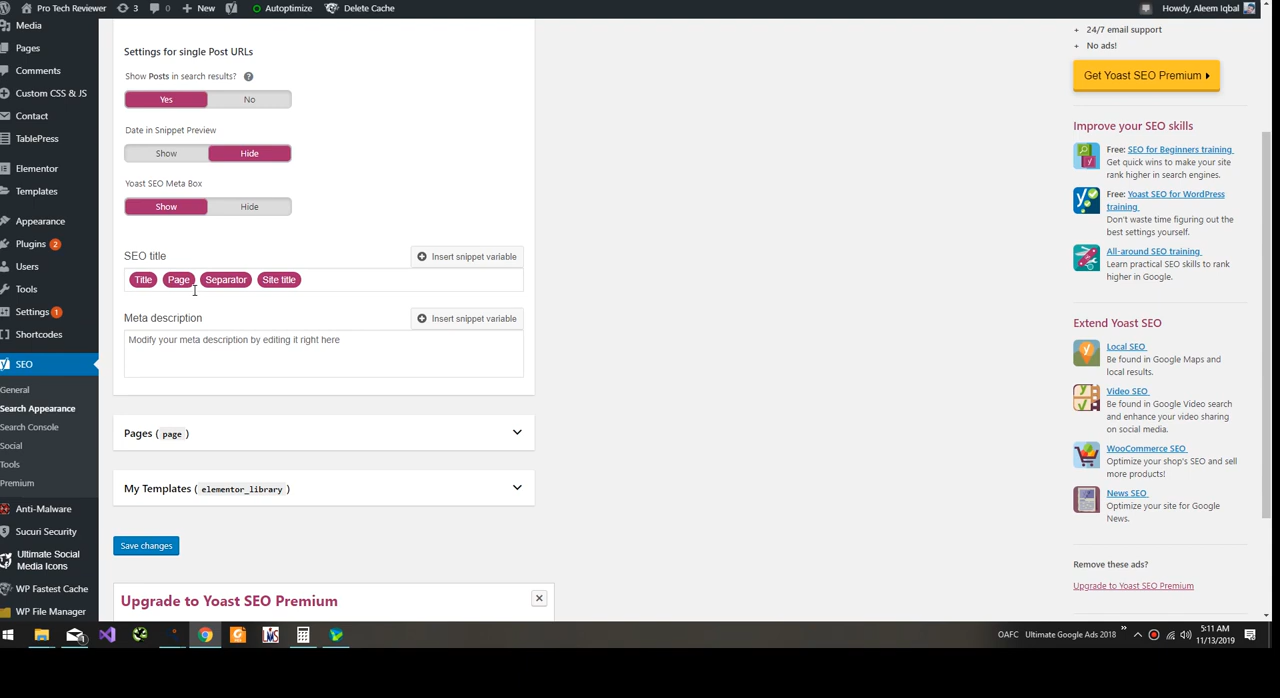 Pro Tech Reviewer 3 0 New Autoptimize Delete Cache Howdy, Aleem Iqbal
Media
Pages
Comments
Custom CSS & JS
Contact
TablePress
Elementor
Templates
Appearance
Plugins 2
Users
Tools
Settings 1
Shortcodes
SEO
General
Search Appearance
Search Console
Social
Tools
Premium
Anti-Malware
Sucuri Security
Ultimate Social
Media Icons
WP Fastest Cache
WP File Manager
Settings for single Post URLs
Show Posts in search results? ?
Yes No
Date in Snippet Preview
Show Hide
Yoast SEO Meta Box
Show Hide
SEO title Insert snippet variable
Title Page Separator Site title
Meta description Insert snippet variable
Modify your meta description by editing it right here
Pages ( page )
My Templates ( elementor_library )
Save changes
Upgrade to Yoast SEO Premium
+ 24/7 email support
+ No ads!
Get Yoast SEO Premium
Improve your SEO skills
Free: SEO for Beginners training
Get quick wins to make your site
rank higher in search engines.
Free: Yoast SEO for WordPress
training
Don't waste time figuring out the
best settings yourself.
All-around SEO training
Learn practical SEO skills to rank
higher in Google.
Extend Yoast SEO
Local SEO
Be found in Google Maps and
local results.
Video SEO
Be found in Google Video search
and enhance your video sharing
on social media.
WooCommerce SEO
Optimize your shop's SEO and sell
more products!
News SEO
Optimize your site for Google
News.
Remove these ads?
Upgrade to Yoast SEO Premium
OAFC Ultimate Google Ads 2018 »
5:11 AM
11/13/2019